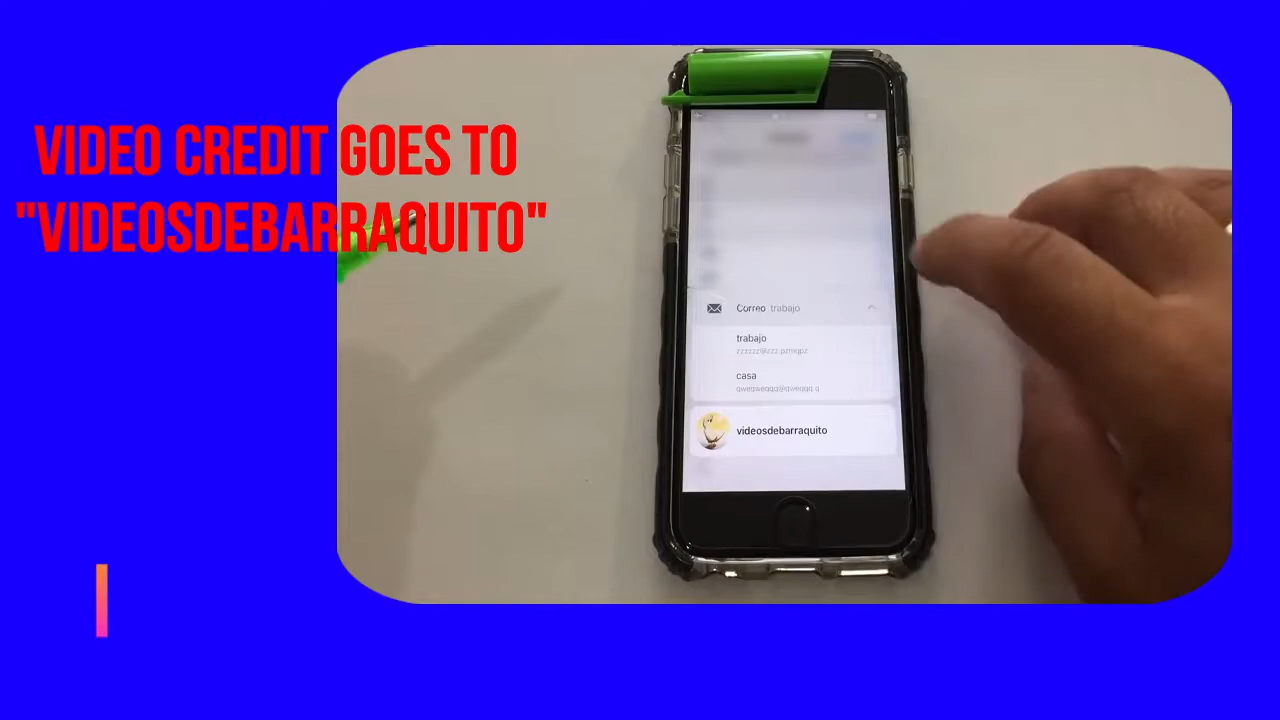 VIDEO CREDIT GOES TO
"VIDEOSDEBARRAQUITO"
Correo trabajo
trabajo
casa
videosdebarraquito